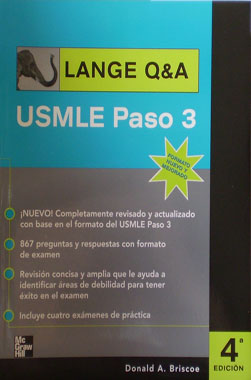 LANGE Q&A
USMLE Paso 3
FORMATO
NUEVO Y
MEJORADO
¡NUEVO! Completamente revisado y actualizado
con base en el formato del USMLE Paso 3
867 preguntas y respuestas con formato
de examen
Revisión concisa y amplia que le ayuda a
identificar áreas de debilidad para tener
éxito en el examen
Incluye cuatro exámenes de práctica
Mc
Graw
Hill
Donald A. Briscoe
4ª
EDICIÓN